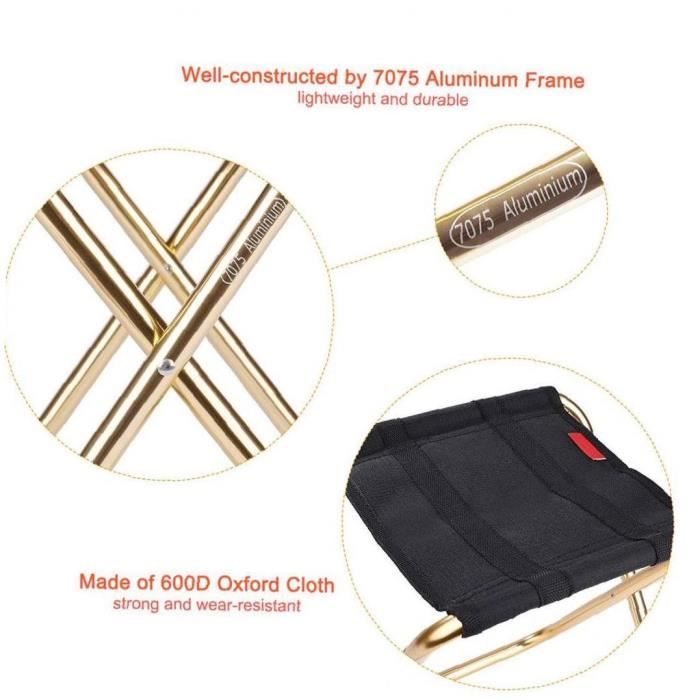 Well-constructed by 7075 Aluminum Frame
lightweight and durable
7075 Aluminium
7075 Aluminium
Made of 600D Oxford Cloth
strong and wear-resistant